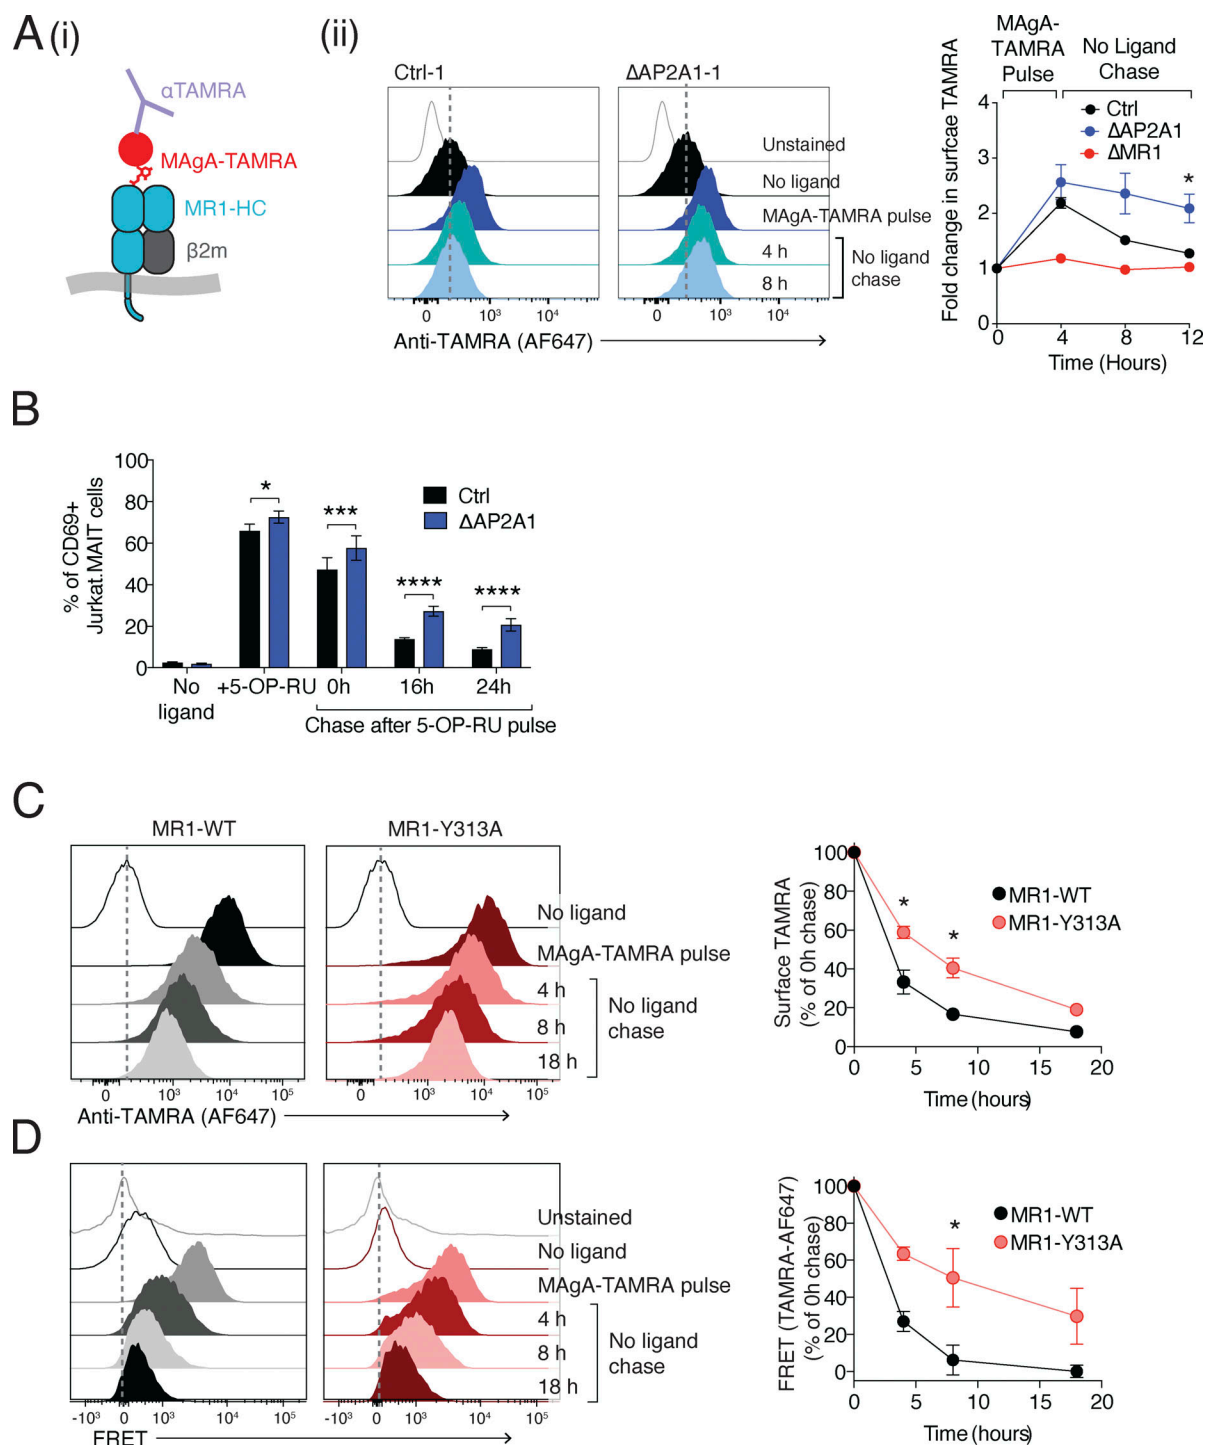 A (i)
αTAMRA
MAgA-TAMRA
MR1-HC
β2m
(ii)
Ctrl-1
ΔAP2A1-1
Unstained
No ligand
MAgA-TAMRA pulse
4 h
8 h
No ligand
chase
0 10³ 10⁴
0 10³ 10⁴
Anti-TAMRA (AF647)
MAgA-
TAMRA
Pulse
No Ligand
Chase
Fold change in surfcae TAMRA
4
3
2
1
0
Ctrl
ΔAP2A1
ΔMR1
*
0 4 8 12
Time (Hours)
B
% of CD69+
Jurkat.MAIT cells
100
80
60
40
20
0
* *** **** ****
Ctrl
ΔAP2A1
No
ligand
+5-OP-RU 0h 16h 24h
Chase after 5-OP-RU pulse
C
MR1-WT
MR1-Y313A
No ligand
MAgA-TAMRA pulse
4 h
8 h
18 h
No ligand
chase
0 10³ 10⁴ 10⁵
0 10³ 10⁴ 10⁵
Anti-TAMRA (AF647)
Surface TAMRA
(% of 0h chase)
100
80
60
40
20
0
* *
MR1-WT
MR1-Y313A
0 5 10 15 20
Time (hours)
D
Unstained
No ligand
MAgA-TAMRA pulse
4 h
8 h
18 h
No ligand
chase
-10³ 0 10³ 10⁴ 10⁵
-10³ 0 10³ 10⁴ 10⁵
FRET
FRET (TAMRA-AF647)
(% of 0h chase)
100
80
60
40
20
0
*
MR1-WT
MR1-Y313A
0 5 10 15 20
Time (hours)